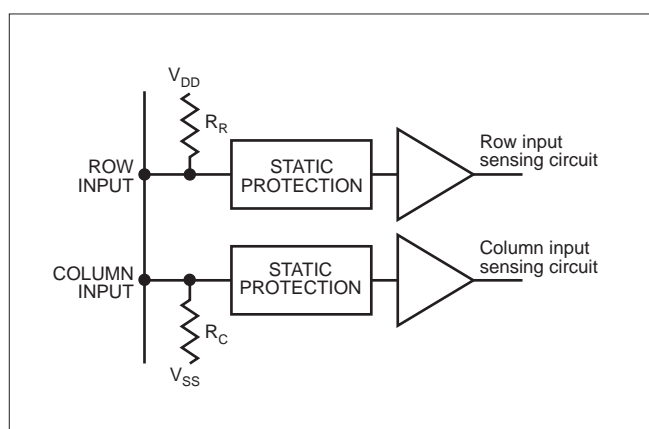 V_DD
R_R
ROW
INPUT
STATIC
PROTECTION
Row input
sensing circuit
COLUMN
INPUT
STATIC
PROTECTION
Column input
sensing circuit
R_C
V_SS